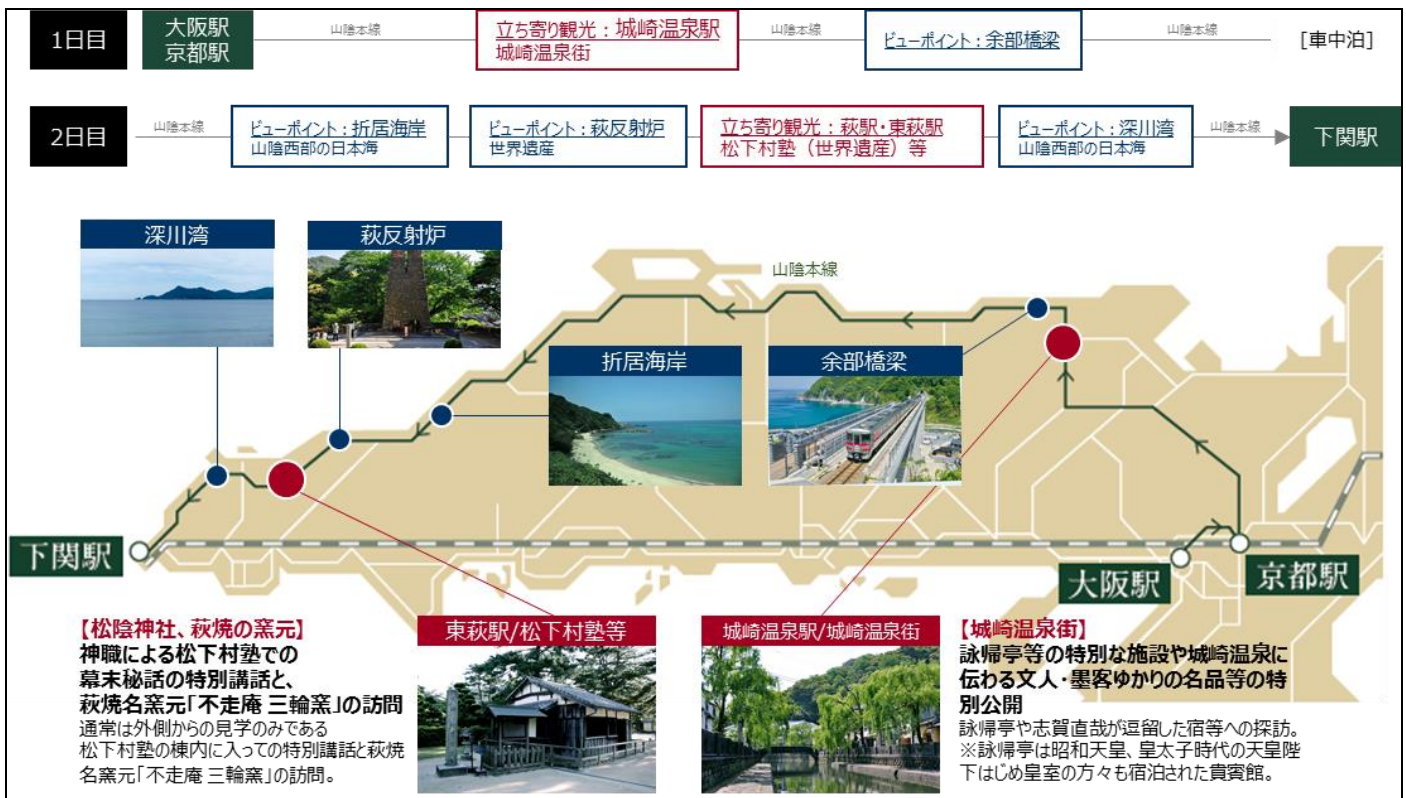 1日目
大阪駅
京都駅
山陰本線
立ち寄り観光：城崎温泉駅
城崎温泉街
山陰本線
ビューポイント：余部橋梁
山陰本線
[車中泊]
2日目
山陰本線
ビューポイント：折居海岸
山陰西部の日本海
ビューポイント：萩反射炉
世界遺産
立ち寄り観光：萩駅・東萩駅
松下村塾（世界遺産）等
ビューポイント：深川湾
山陰西部の日本海
山陰本線
下関駅
深川湾
萩反射炉
山陰本線
折居海岸
余部橋梁
下関駅
大阪駅
京都駅
【松陰神社、萩焼の窯元】
神職による松下村塾での
幕末秘話の特別講話と、
萩焼名窯元「不走庵 三輪窯」の訪問
通常は外側からの見学のみである
松下村塾の棟内に入っての特別講話と萩焼
名窯元「不走庵 三輪窯」の訪問。
東萩駅/松下村塾等
城崎温泉駅/城崎温泉街
【城崎温泉街】
詠帰亭等の特別な施設や城崎温泉に
伝わる文人・墨客ゆかりの名品等の特
別公開
詠帰亭や志賀直哉が逗留した宿等への探訪。
※詠帰亭は昭和天皇、皇太子時代の天皇陛
下はじめ皇室の方々も宿泊された貴賓館。